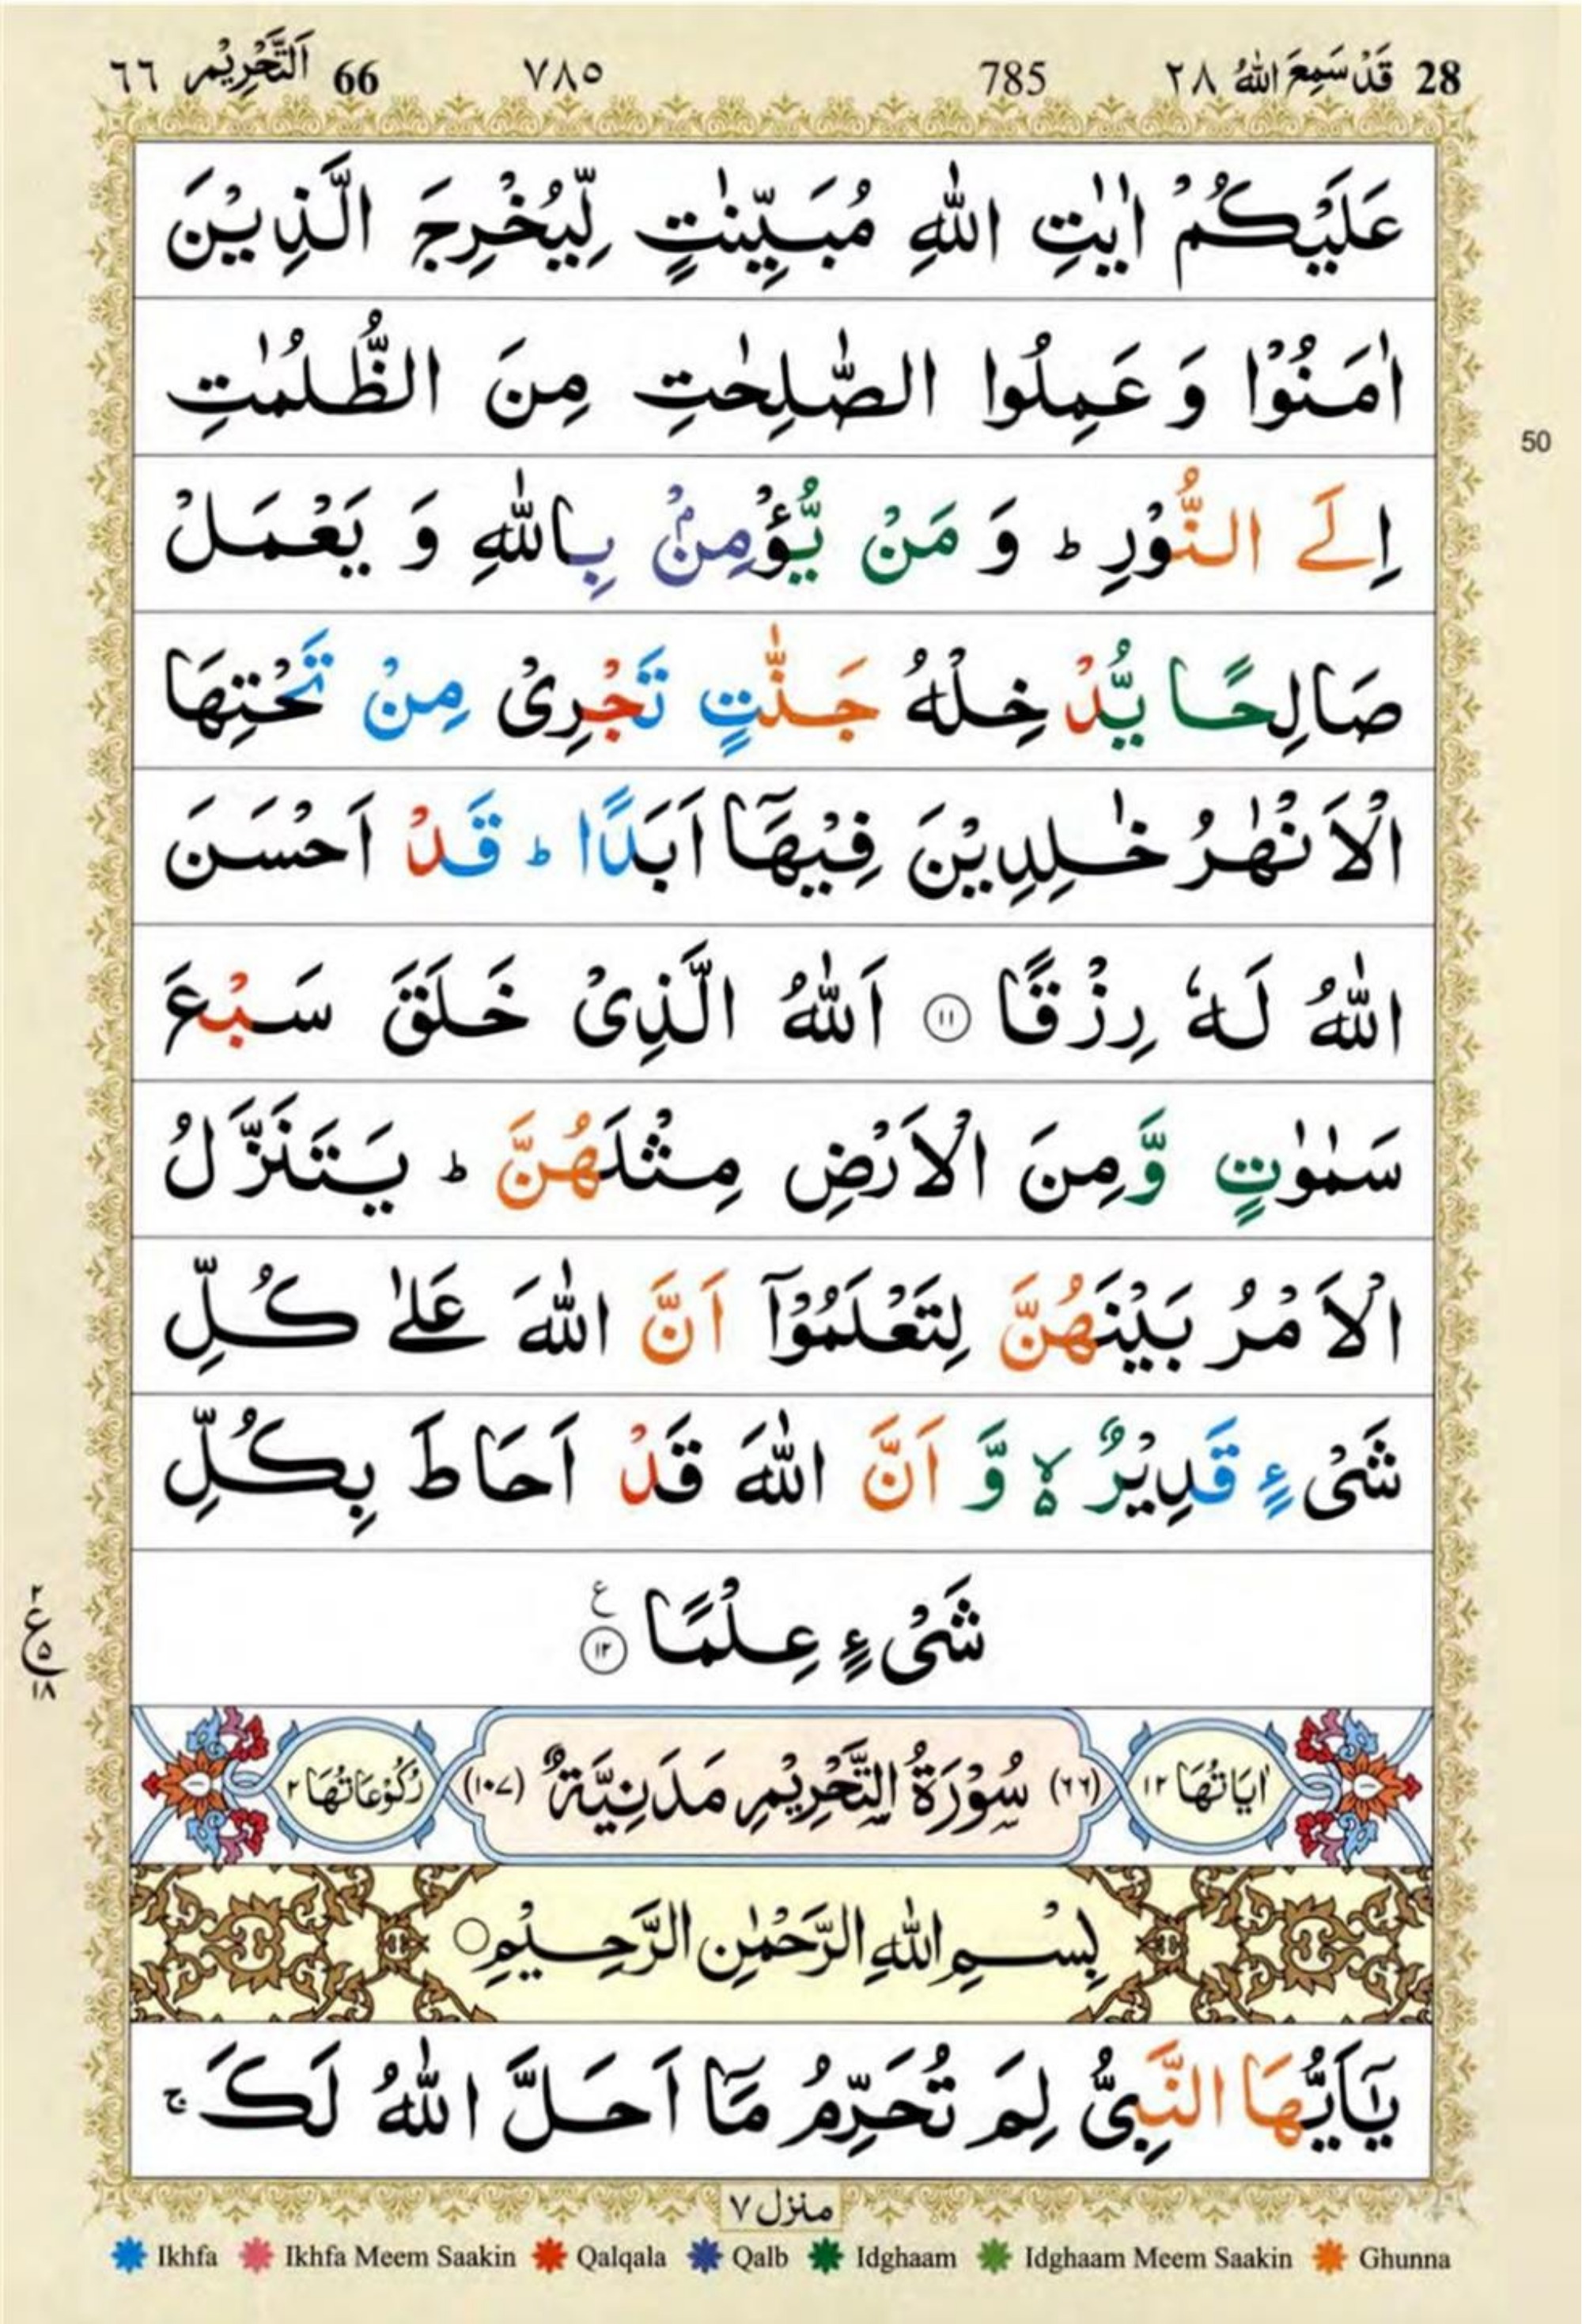 28 قَدْ سَمِعَ اللّٰهُ ٢٨ 785 ٧٨٥ 66 اَلتَّحْرِيْم ٦٦
عَلَيْكُمْ اٰيٰتِ اللّٰهِ مُبَيِّنٰتٍ لِّيُخْرِجَ الَّذِيْنَ
اٰمَنُوْا وَ عَمِلُوا الصّٰلِحٰتِ مِنَ الظُّلُمٰتِ
50
اِلَى النُّوْرِ ؕ وَ مَنْ يُّؤْمِنْۢ بِاللّٰهِ وَ يَعْمَلْ
صَالِحًا يُّدْخِلْهُ جَنّٰتٍ تَجْرِىْ مِنْ تَحْتِهَا
الْاَنْهٰرُ خٰلِدِيْنَ فِيْهَاۤ اَبَدًا ؕ قَدْ اَحْسَنَ
اللّٰهُ لَهٗ رِزْقًا ۝١١ اَللّٰهُ الَّذِىْ خَلَقَ سَبْعَ
سَمٰوٰتٍ وَّمِنَ الْاَرْضِ مِثْلَهُنَّ ؕ يَتَنَزَّلُ
الْاَمْرُ بَيْنَهُنَّ لِتَعْلَمُوْۤا اَنَّ اللّٰهَ عَلٰى كُلِّ
شَىْءٍ قَدِيْرٌ ۙ۬ وَّ اَنَّ اللّٰهَ قَدْ اَحَاطَ بِكُلِّ
شَىْءٍ عِلْمًا ۝١٢ ع
٢ ع ٥ ١٨
اٰيَاتُهَا ١٢ (٦٦) سُوْرَةُ التَّحْرِيْمِ مَدَنِيَّةٌ (١٠٧) رُكُوْعَاتُهَا ٢
بِسْمِ اللّٰهِ الرَّحْمٰنِ الرَّحِيْمِ ○
يٰۤاَيُّهَا النَّبِىُّ لِمَ تُحَرِّمُ مَاۤ اَحَلَّ اللّٰهُ لَكَ ۚ
منزل ٧
Ikhfa Ikhfa Meem Saakin Qalqala Qalb Idghaam Idghaam Meem Saakin Ghunna